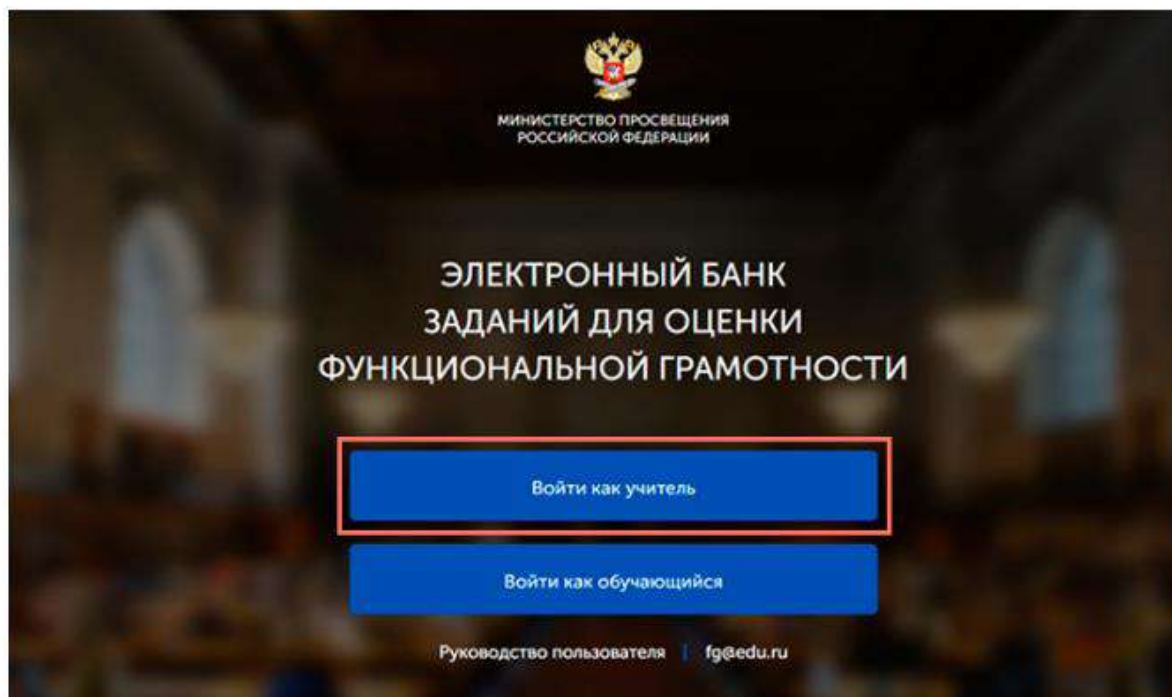 МИНИСТЕРСТВО ПРОСВЕЩЕНИЯ
РОССИЙСКОЙ ФЕДЕРАЦИИ
ЭЛЕКТРОННЫЙ БАНК
ЗАДАНИЙ ДЛЯ ОЦЕНКИ
ФУНКЦИОНАЛЬНОЙ ГРАМОТНОСТИ
Войти как учитель
Войти как обучающийся
Руководство пользователя | fg@edu.ru